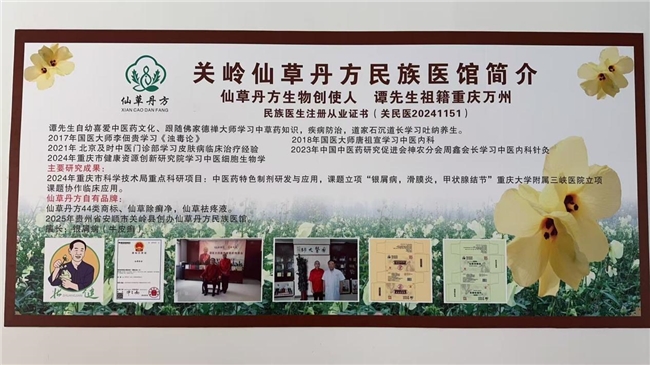 关岭仙草丹方民族医馆简介
仙草丹方
XIAN CAO DAN FANG
仙草丹方生物创使人 谭先生祖籍重庆万州
民族医生注册从业证书（关民医20241151）
谭先生自幼喜爱中医药文化、跟随佛家德禅大师学习中草药知识，疾病防治，道家石沉道长学习吐纳养生。
2017年国医大师李佃贵学习《浊毒论》 2018年国医大师唐祖宣学习中医内科
2021年 北京及时中医门诊部学习皮肤病临床治疗经验 2023年中国中医药研究促进会神农分会周鑫会长学习中医内科针灸
2024年重庆市健康资源创新研究院学习中医细胞生物学
主要研究成果：
2024年重庆市科学技术局重点科研项目：中医药特色制剂研发与应用，课题立项“银屑病，滑膜炎，甲状腺结节”重庆大学附属三峡医院立项
课题协作临床应用。
仙草丹方自有品牌：
仙草丹方44类商标、仙草除癣净，仙草祛疼液。
2025年贵州省安顺市关岭县创办仙草丹方民族医馆。
擅长：银屑病（牛皮癣）